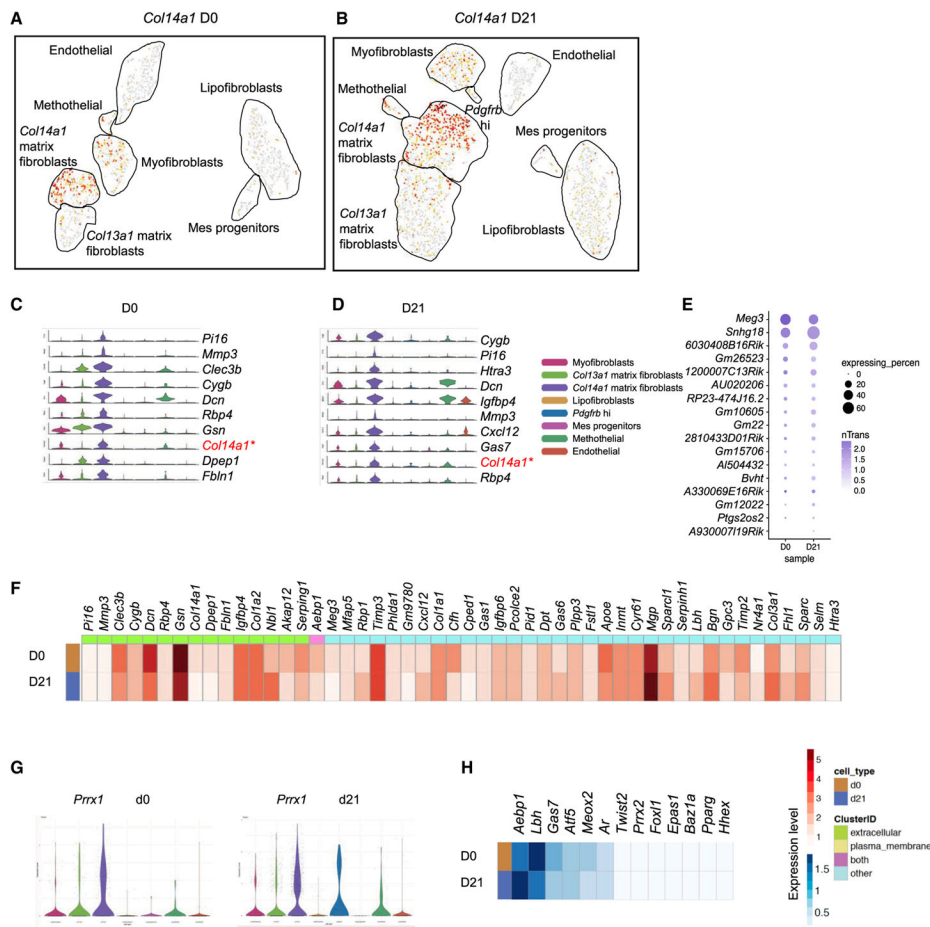 A
Col14a1 D0
Endothelial
Methothelial
Lipofibroblasts
Col14a1
matrix
fibroblasts
Myofibroblasts
Mes progenitors
Col13a1 matrix
fibroblasts
B
Col14a1 D21
Myofibroblasts
Endothelial
Methothelial
Pdgfrb
hi
Col14a1
matrix
fibroblasts
Mes progenitors
Col13a1
matrix
fibroblasts
Lipofibroblasts
C
D0
Pi16
Mmp3
Clec3b
Cygb
Dcn
Rbp4
Gsn
Col14a1*
Dpep1
Fbln1
D
D21
Cygb
Pi16
Htra3
Dcn
Igfbp4
Mmp3
Cxcl12
Gas7
Col14a1*
Rbp4
Myofibroblasts
Col13a1 matrix fibroblasts
Col14a1 matrix fibroblasts
Lipofibroblasts
Pdgfrb hi
Mes progenitors
Methothelial
Endothelial
E
Meg3
Snhg18
6030408B16Rik
Gm26523
1200007C13Rik
AU020206
RP23-474J16.2
Gm10605
Gm22
2810433D01Rik
Gm15706
AI504432
Bvht
A330069E16Rik
Gm12022
Ptgs2os2
A930007I19Rik
D0 D21
sample
expressing_percen
0
20
40
60
nTrans
2.0
1.5
1.0
0.5
0.0
F
Pi16 Mmp3 Clec3b Cygb Dcn Rbp4 Gsn Col14a1 Dpep1 Fbln1 Igfbp4 Col1a2 Nbl1 Akap12 Serping1 Aebp1 Meg3 Mfap5 Rbp1 Timp3 Phlda1 Gm9780 Cxcl12 Col1a1 Cfh Cped1 Gas1 Igfbp6 Pcolce2 Pid1 Dpt Gas6 Plpp3 Fstl1 Apoe Inmt Cyr61 Mgp Sparcl1 Serpinh1 Lbh Bgn Gpc3 Timp2 Nr4a1 Col3a1 Fhl1 Sparc Selm Htra3
D0
D21
G
Prrx1 d0
Prrx1 d21
H
Aebp1 Lbh Gas7 Atf5 Meox2 Ar Twist2 Prrx2 Foxl1 Epas1 Baz1a Pparg Hhex
D0
D21
Expression level
5
4
3
2
1
1
1.5
1
0.5
cell_type
d0
d21
ClusterID
extracellular
plasma_membrane
both
other